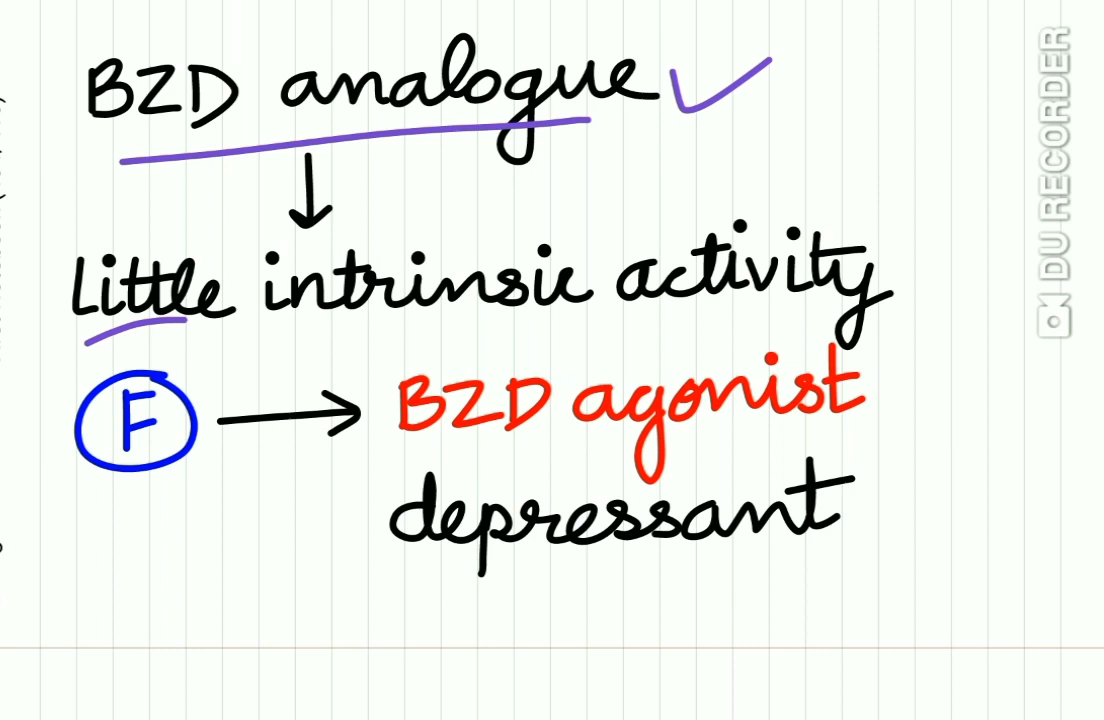 BZD analogue
Little intrinsic activity
F → BZD agonist
depressant
DU RECORDER